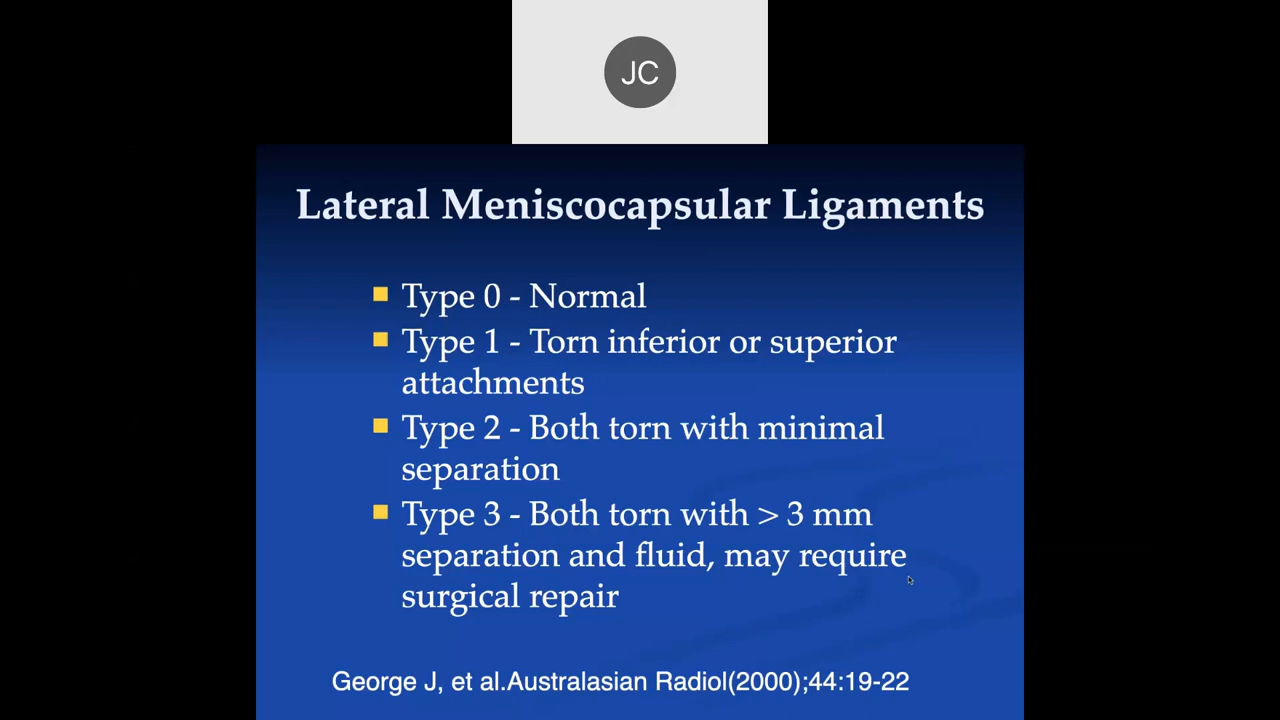 JC
Lateral Meniscocapsular Ligaments
Type 0 - Normal
Type 1 - Torn inferior or superior
attachments
Type 2 - Both torn with minimal
separation
Type 3 - Both torn with > 3 mm
separation and fluid, may require
surgical repair
George J, et al.Australasian Radiol(2000);44:19-22